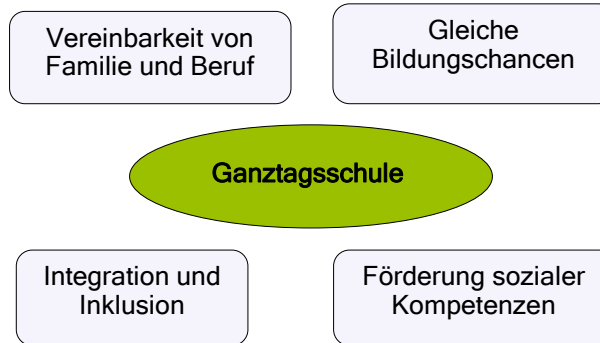 Vereinbarkeit von
Familie und Beruf
Gleiche
Bildungschancen
Ganztagsschule
Integration und
Inklusion
Förderung sozialer
Kompetenzen